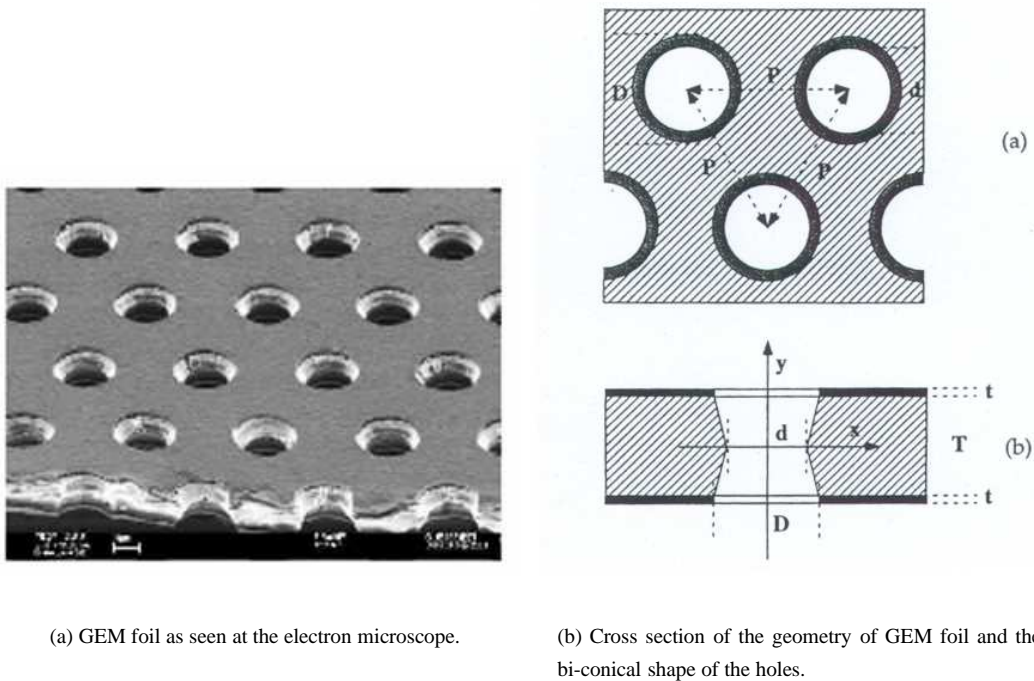 P
D
d
P
P
(a)
y
t
d
x
T
(b)
t
D
(a) GEM foil as seen at the electron microscope.
(b) Cross section of the geometry of GEM foil and the
bi-conical shape of the holes.